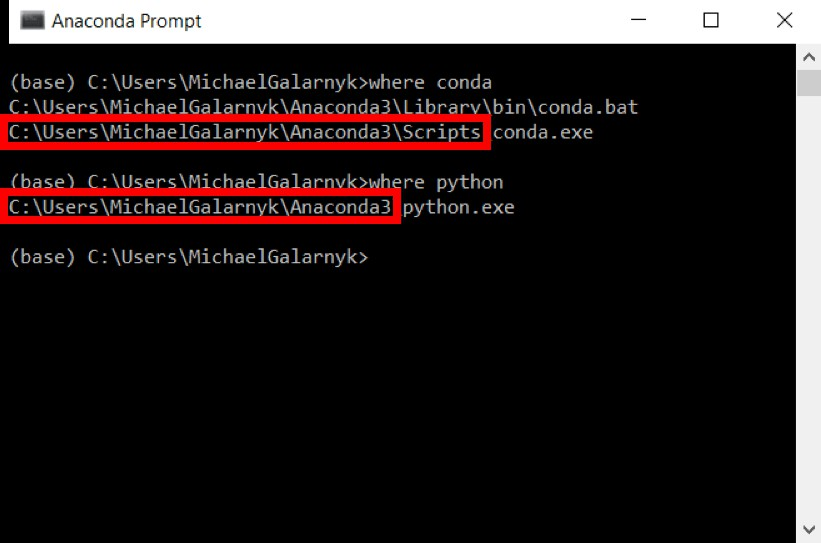 Anaconda Prompt
(base) C:\Users\MichaelGalarnyk>where conda
C:\Users\MichaelGalarnyk\Anaconda3\Library\bin\conda.bat
C:\Users\MichaelGalarnyk\Anaconda3\Scripts conda.exe
(base) C:\Users\MichaelGalarnyk>where python
C:\Users\MichaelGalarnyk\Anaconda3 python.exe
(base) C:\Users\MichaelGalarnyk>